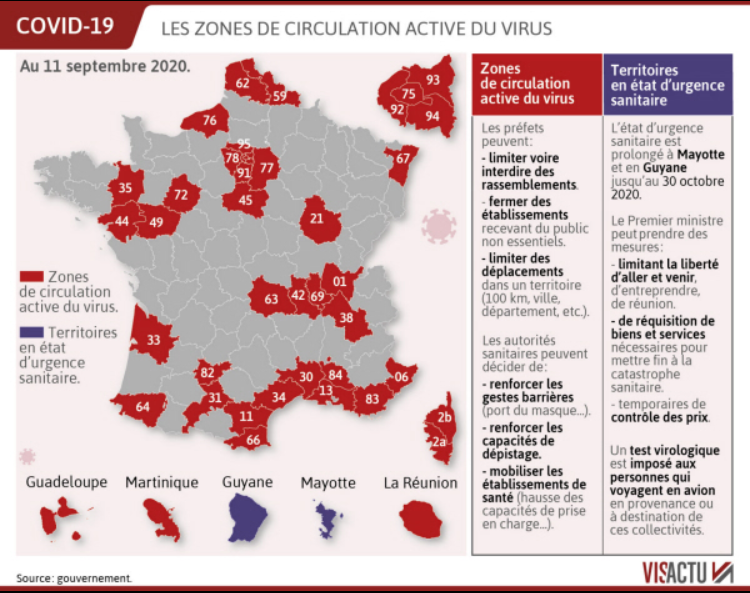 COVID-19
LES ZONES DE CIRCULATION ACTIVE DU VIRUS
Au 11 septembre 2020.
62
59
76
93
75
92
94
95
78
91
77
67
35
72
45
44
49
21
Zones
de circulation
active du virus.
Territoires
en état
d'urgence
sanitaire.
63
42
69
01
38
33
82
31
64
11
66
34
30
84
13
83
06
2b
2a
Guadeloupe
Martinique
Guyane
Mayotte
La Réunion
Zones
de circulation
active du virus
Les préfets
peuvent:
- limiter voire
interdire des
rassemblements.
- fermer des
établissements
recevant du public
non essentiels.
- limiter des
déplacements
dans un territoire
(100 km, ville,
département, etc.).
Les autorités
sanitaires peuvent
décider de:
- renforcer les
gestes barrières
(port du masque...).
- renforcer les
capacités de
dépistage.
- mobiliser les
établissements de
santé (hausse des
capacités de prise
en charge...).
Territoires
en état d'urgence
sanitaire
L'état d'urgence
sanitaire est
prolongé à Mayotte
et en Guyane
jusqu'au 30 octobre
2020.
Le Premier ministre
peut prendre des
mesures:
- limitant la liberté
d'aller et venir,
d'entreprendre,
de réunion.
- de réquisition de
biens et services
nécessaires pour
mettre fin à la
catastrophe
sanitaire.
- temporaires de
contrôle des prix.
Un test virologique
est imposé aux
personnes qui
voyagent en avion
en provenance ou
à destination de
ces collectivités.
Source: gouvernement.
VISACTU